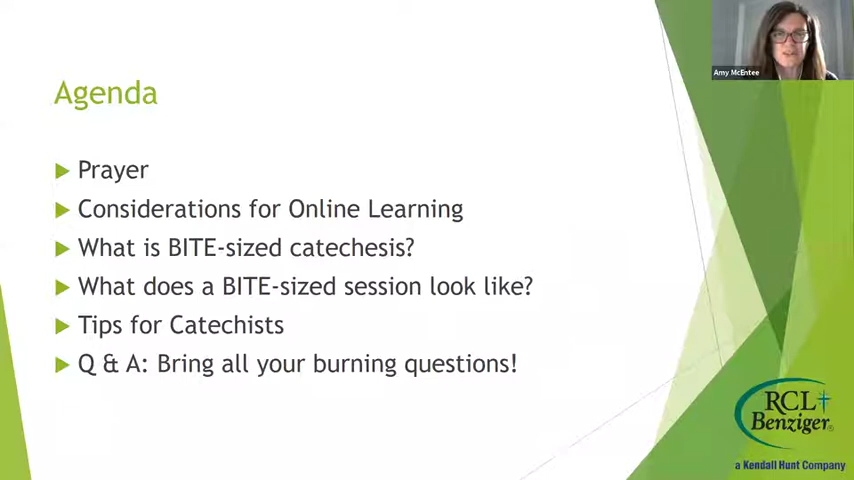 Amy McEntee
Agenda
Prayer
Considerations for Online Learning
What is BITE-sized catechesis?
What does a BITE-sized session look like?
Tips for Catechists
Q & A: Bring all your burning questions!
RCL
Benziger®
a Kendall Hunt Company